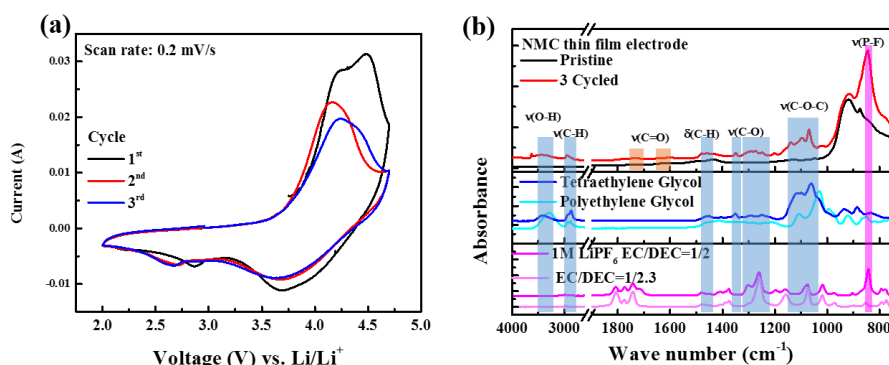 (a)
Scan rate: 0.2 mV/s
Cycle
1st
2nd
3rd
Current (A)
0.03
0.02
0.01
0.00
-0.01
2.0 2.5 3.0 3.5 4.0 4.5 5.0
Voltage (V) vs. Li/Li+
(b)
NMC thin film electrode
Pristine
3 Cycled
ν(P-F)
ν(O-H)
ν(C-H)
ν(C=O)
δ(C-H)
ν(C-O)
ν(C-O-C)
Tetraethylene Glycol
Polyethylene Glycol
1M LiPF6 EC/DEC=1/2
EC/DEC=1/2.3
Absorbance
4000 3000 1800 1600 1400 1200 1000 800
Wave number (cm-1)